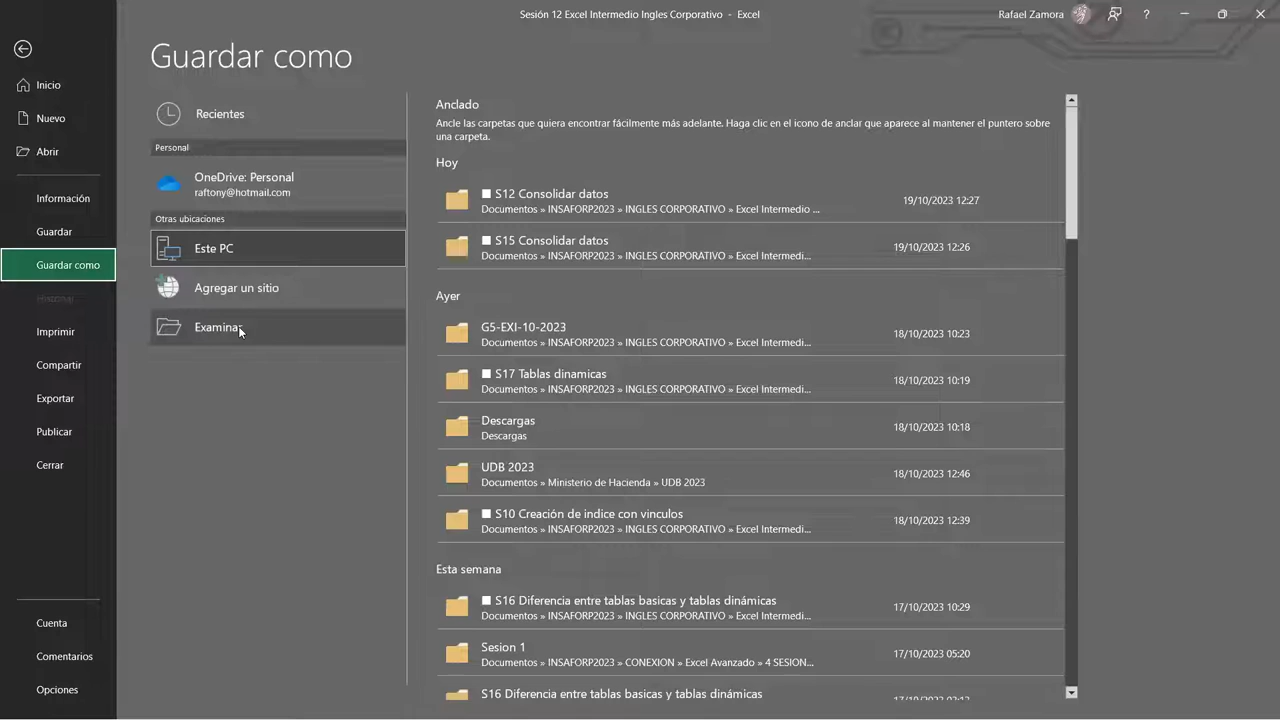 Sesión 12 Excel Intermedio Ingles Corporativo - Excel
Rafael Zamora
?
Guardar como
Inicio
Nuevo
Abrir
Información
Guardar
Guardar como
Historial
Imprimir
Compartir
Exportar
Publicar
Cerrar
Cuenta
Comentarios
Opciones
Recientes
Personal
OneDrive: Personal
raftony@hotmail.com
Otras ubicaciones
Este PC
Agregar un sitio
Examinar
Anclado
Ancle las carpetas que quiera encontrar fácilmente más adelante. Haga clic en el icono de anclar que aparece al mantener el puntero sobre
una carpeta.
Hoy
S12 Consolidar datos
19/10/2023 12:27
Documentos » INSAFORP2023 » INGLES CORPORATIVO » Excel Intermedio ...
S15 Consolidar datos
19/10/2023 12:26
Documentos » INSAFORP2023 » INGLES CORPORATIVO » Excel Intermedi...
Ayer
G5-EXI-10-2023
18/10/2023 10:23
Documentos » INSAFORP2023 » INGLES CORPORATIVO » Excel Intermedi...
S17 Tablas dinamicas
18/10/2023 10:19
Documentos » INSAFORP2023 » INGLES CORPORATIVO » Excel Intermedi...
Descargas
18/10/2023 10:18
Descargas
UDB 2023
18/10/2023 12:46
Documentos » Ministerio de Hacienda » UDB 2023
S10 Creación de indice con vinculos
18/10/2023 12:39
Documentos » INSAFORP2023 » INGLES CORPORATIVO » Excel Intermedi...
Esta semana
S16 Diferencia entre tablas basicas y tablas dinámicas
17/10/2023 10:29
Documentos » INSAFORP2023 » INGLES CORPORATIVO » Excel Intermedi...
Sesion 1
17/10/2023 05:20
Documentos » INSAFORP2023 » CONEXION » Excel Avanzado » 4 SESION...
S16 Diferencia entre tablas basicas y tablas dinámicas